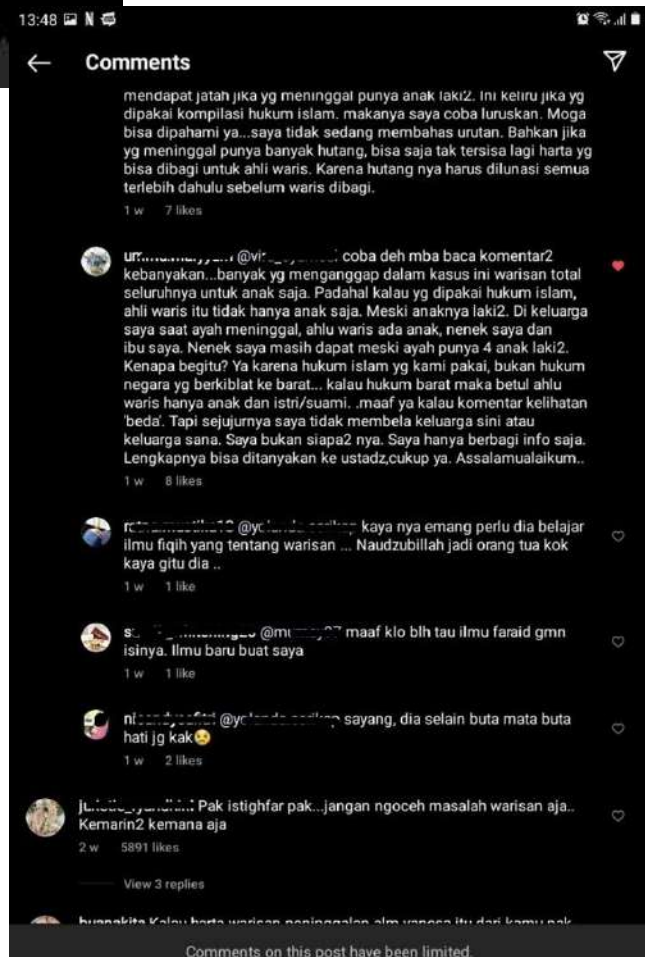 13:48
Comments
mendapat jatah jika yg meninggal punya anak laki2. Ini keliru jika yg
dipakai kompilasi hukum islam. makanya saya coba luruskan. Moga
bisa dipahami ya...saya tidak sedang membahas urutan. Bahkan jika
yg meninggal punya banyak hutang, bisa saja tak tersisa lagi harta yg
bisa dibagi untuk ahli waris. Karena hutang nya harus dilunasi semua
terlebih dahulu sebelum waris dibagi.
1 w 7 likes
coba deh mba baca komentar2
kebanyakan...banyak yg menganggap dalam kasus ini warisan total
seluruhnya untuk anak saja. Padahal kalau yg dipakai hukum islam,
ahli waris itu tidak hanya anak saja. Meski anaknya laki2. Di keluarga
saya saat ayah meninggal, ahlu waris ada anak, nenek saya dan
ibu saya. Nenek saya masih dapat meski ayah punya 4 anak laki2.
Kenapa begitu? Ya karena hukum islam yg kami pakai, bukan hukum
negara yg berkiblat ke barat... kalau hukum barat maka betul ahlu
waris hanya anak dan istri/suami. .maaf ya kalau komentar kelihatan
'beda'. Tapi sejujurnya saya tidak membela keluarga sini atau
keluarga sana. Saya bukan siapa2 nya. Saya hanya berbagi info saja.
Lengkapnya bisa ditanyakan ke ustadz,cukup ya. Assalamualaikum..
1 w 8 likes
kaya nya emang perlu dia belajar
ilmu fiqih yang tentang warisan ... Naudzubillah jadi orang tua kok
kaya gitu dia ..
1 w 1 like
maaf klo blh tau ilmu faraid gmn
isinya. Ilmu baru buat saya
1 w 1 like
sayang, dia selain buta mata buta
hati jg kak😢
1 w 2 likes
Pak istighfar pak...jangan ngoceh masalah warisan aja..
Kemarin2 kemana aja
2 w 5891 likes
View 3 replies
Kalau harta warisan peninggalan alm vanesa itu dari kamu pak
Comments on this post have been limited.